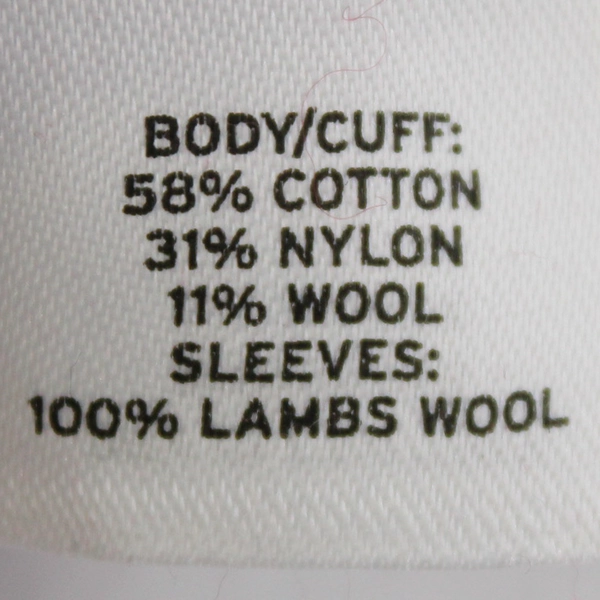 BODY/CUFF:
58% COTTON
31% NYLON
11% WOOL
SLEEVES:
100% LAMBS WOOL